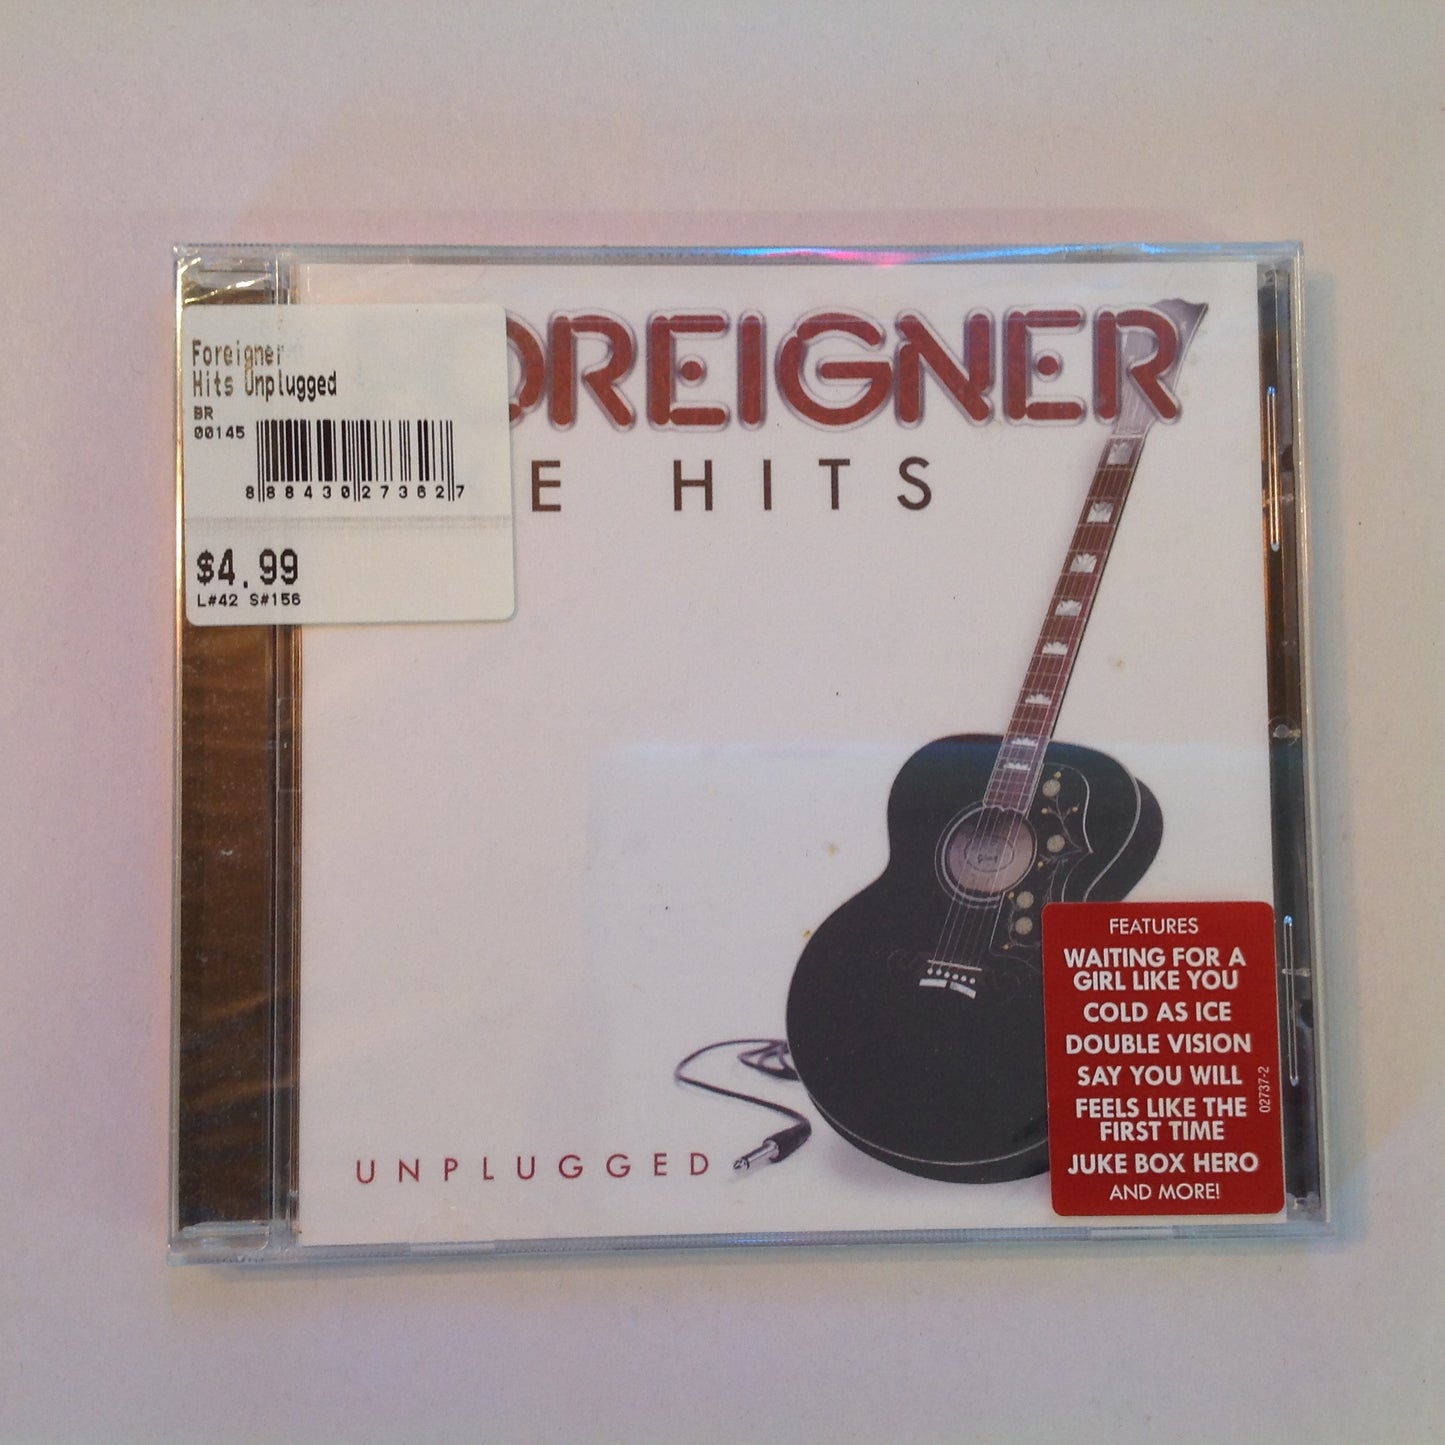 Foreigner
Hits Unplugged
BR
00145
888430273627
$4.99
L#42 S#156
OREIGNER
E HITS
UNPLUGGED
FEATURES
WAITING FOR A
GIRL LIKE YOU
COLD AS ICE
DOUBLE VISION
SAY YOU WILL
FEELS LIKE THE
FIRST TIME
JUKE BOX HERO
AND MORE!
02737-2